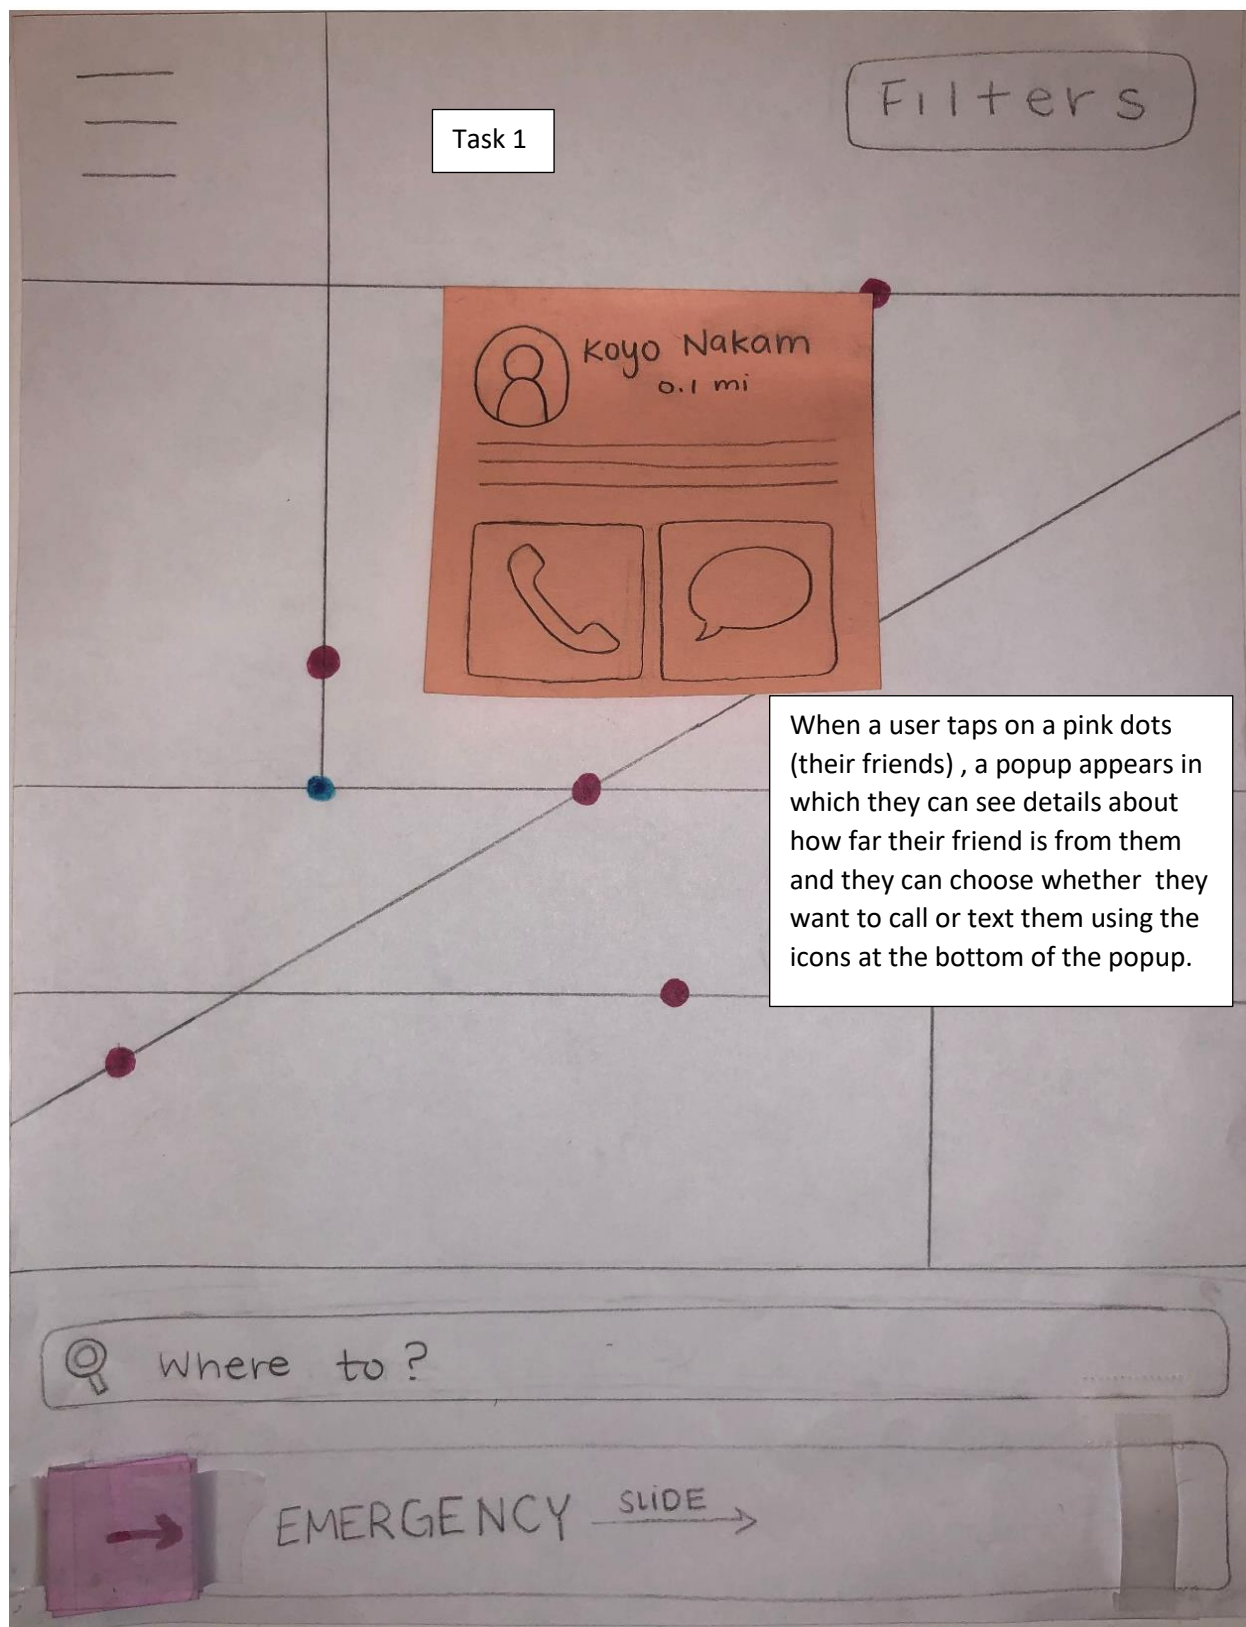 Filters
Task 1
Koyo Nakam
0.1 mi
When a user taps on a pink dots
(their friends) , a popup appears in
which they can see details about
how far their friend is from them
and they can choose whether they
want to call or text them using the
icons at the bottom of the popup.
Where to?
EMERGENCY SLIDE